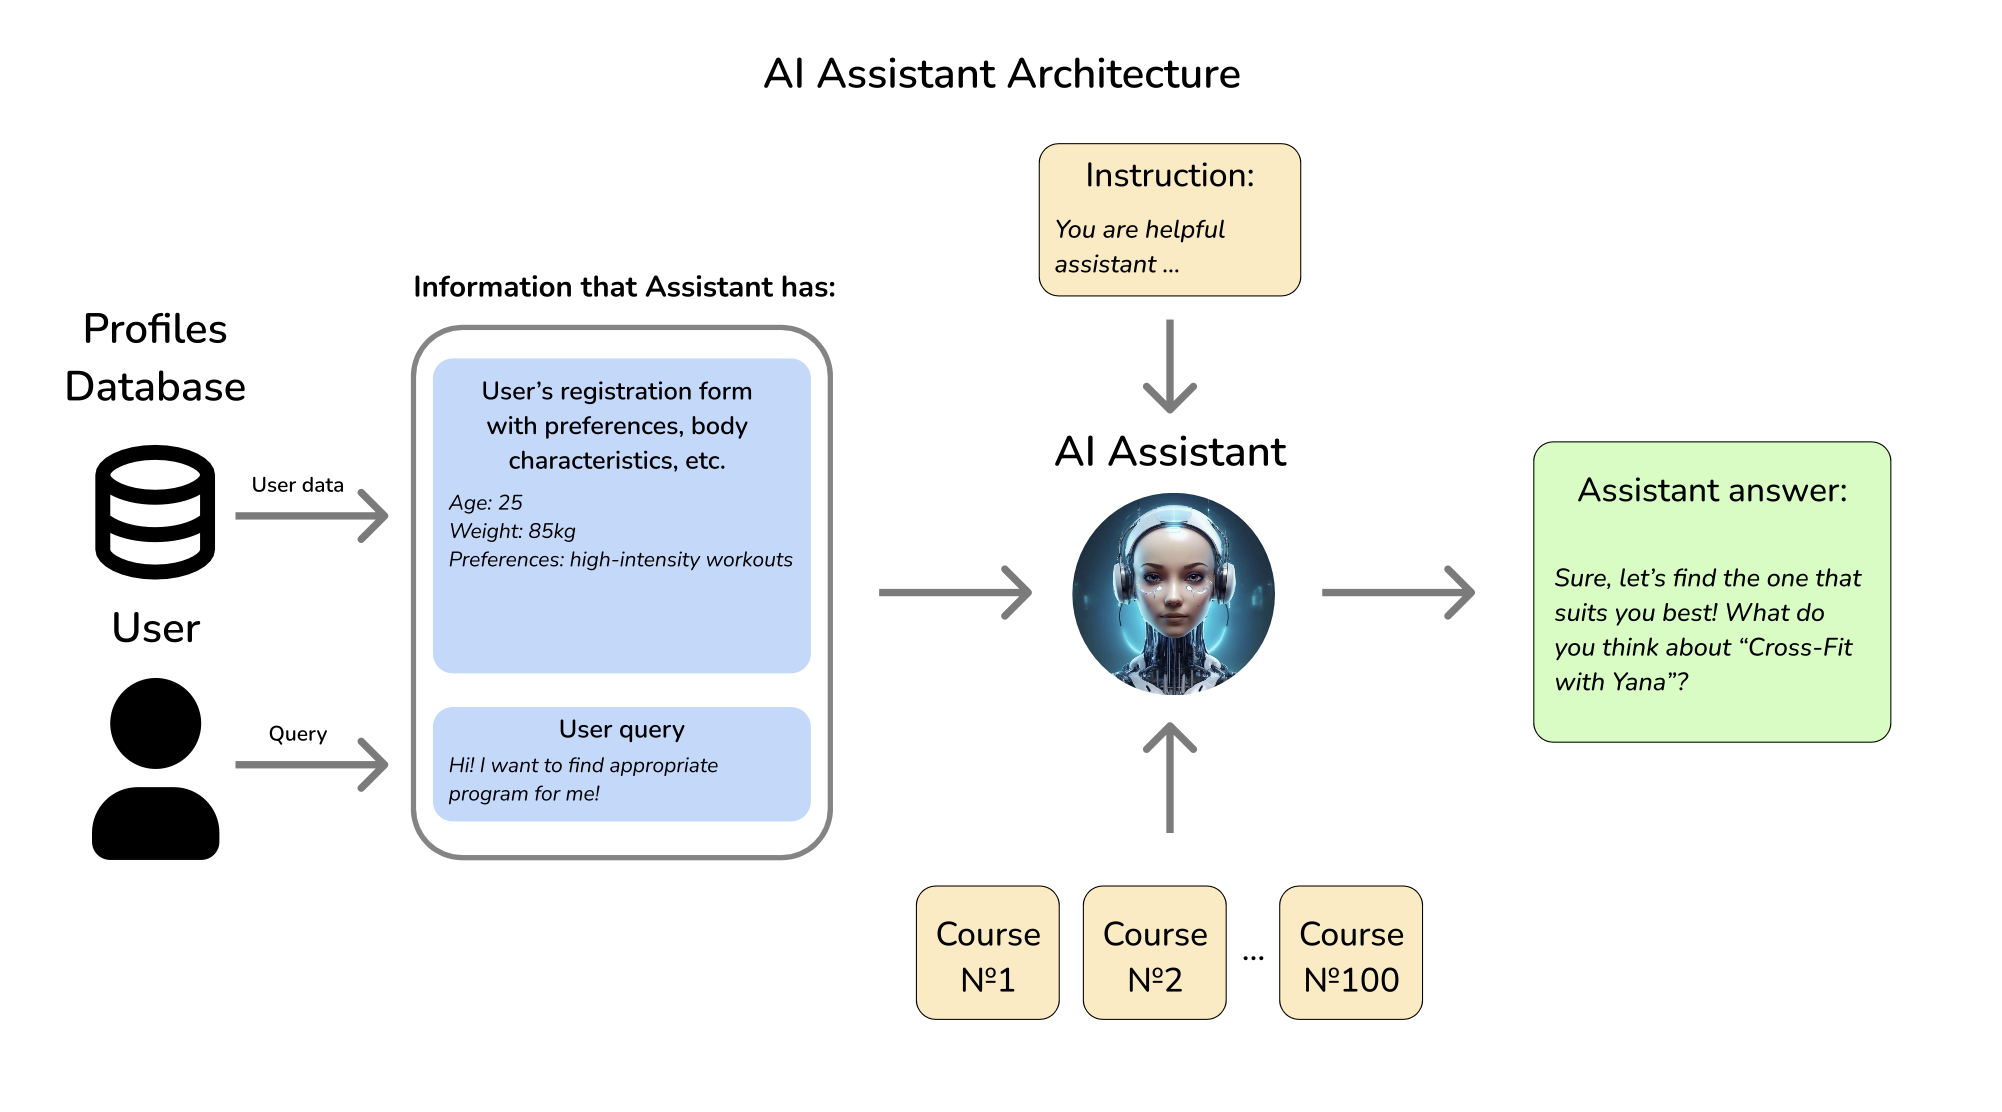 AI Assistant Architecture
Instruction:
You are helpful
assistant ...
Information that Assistant has:
Profiles
Database
User data
User’s registration form
with preferences, body
characteristics, etc.
Age: 25
Weight: 85kg
Preferences: high-intensity workouts
User
Query
User query
Hi! I want to find appropriate
program for me!
AI Assistant
Assistant answer:
Sure, let’s find the one that
suits you best! What do
you think about “Cross-Fit
with Yana”?
Course
№1
Course
№2
...
Course
№100